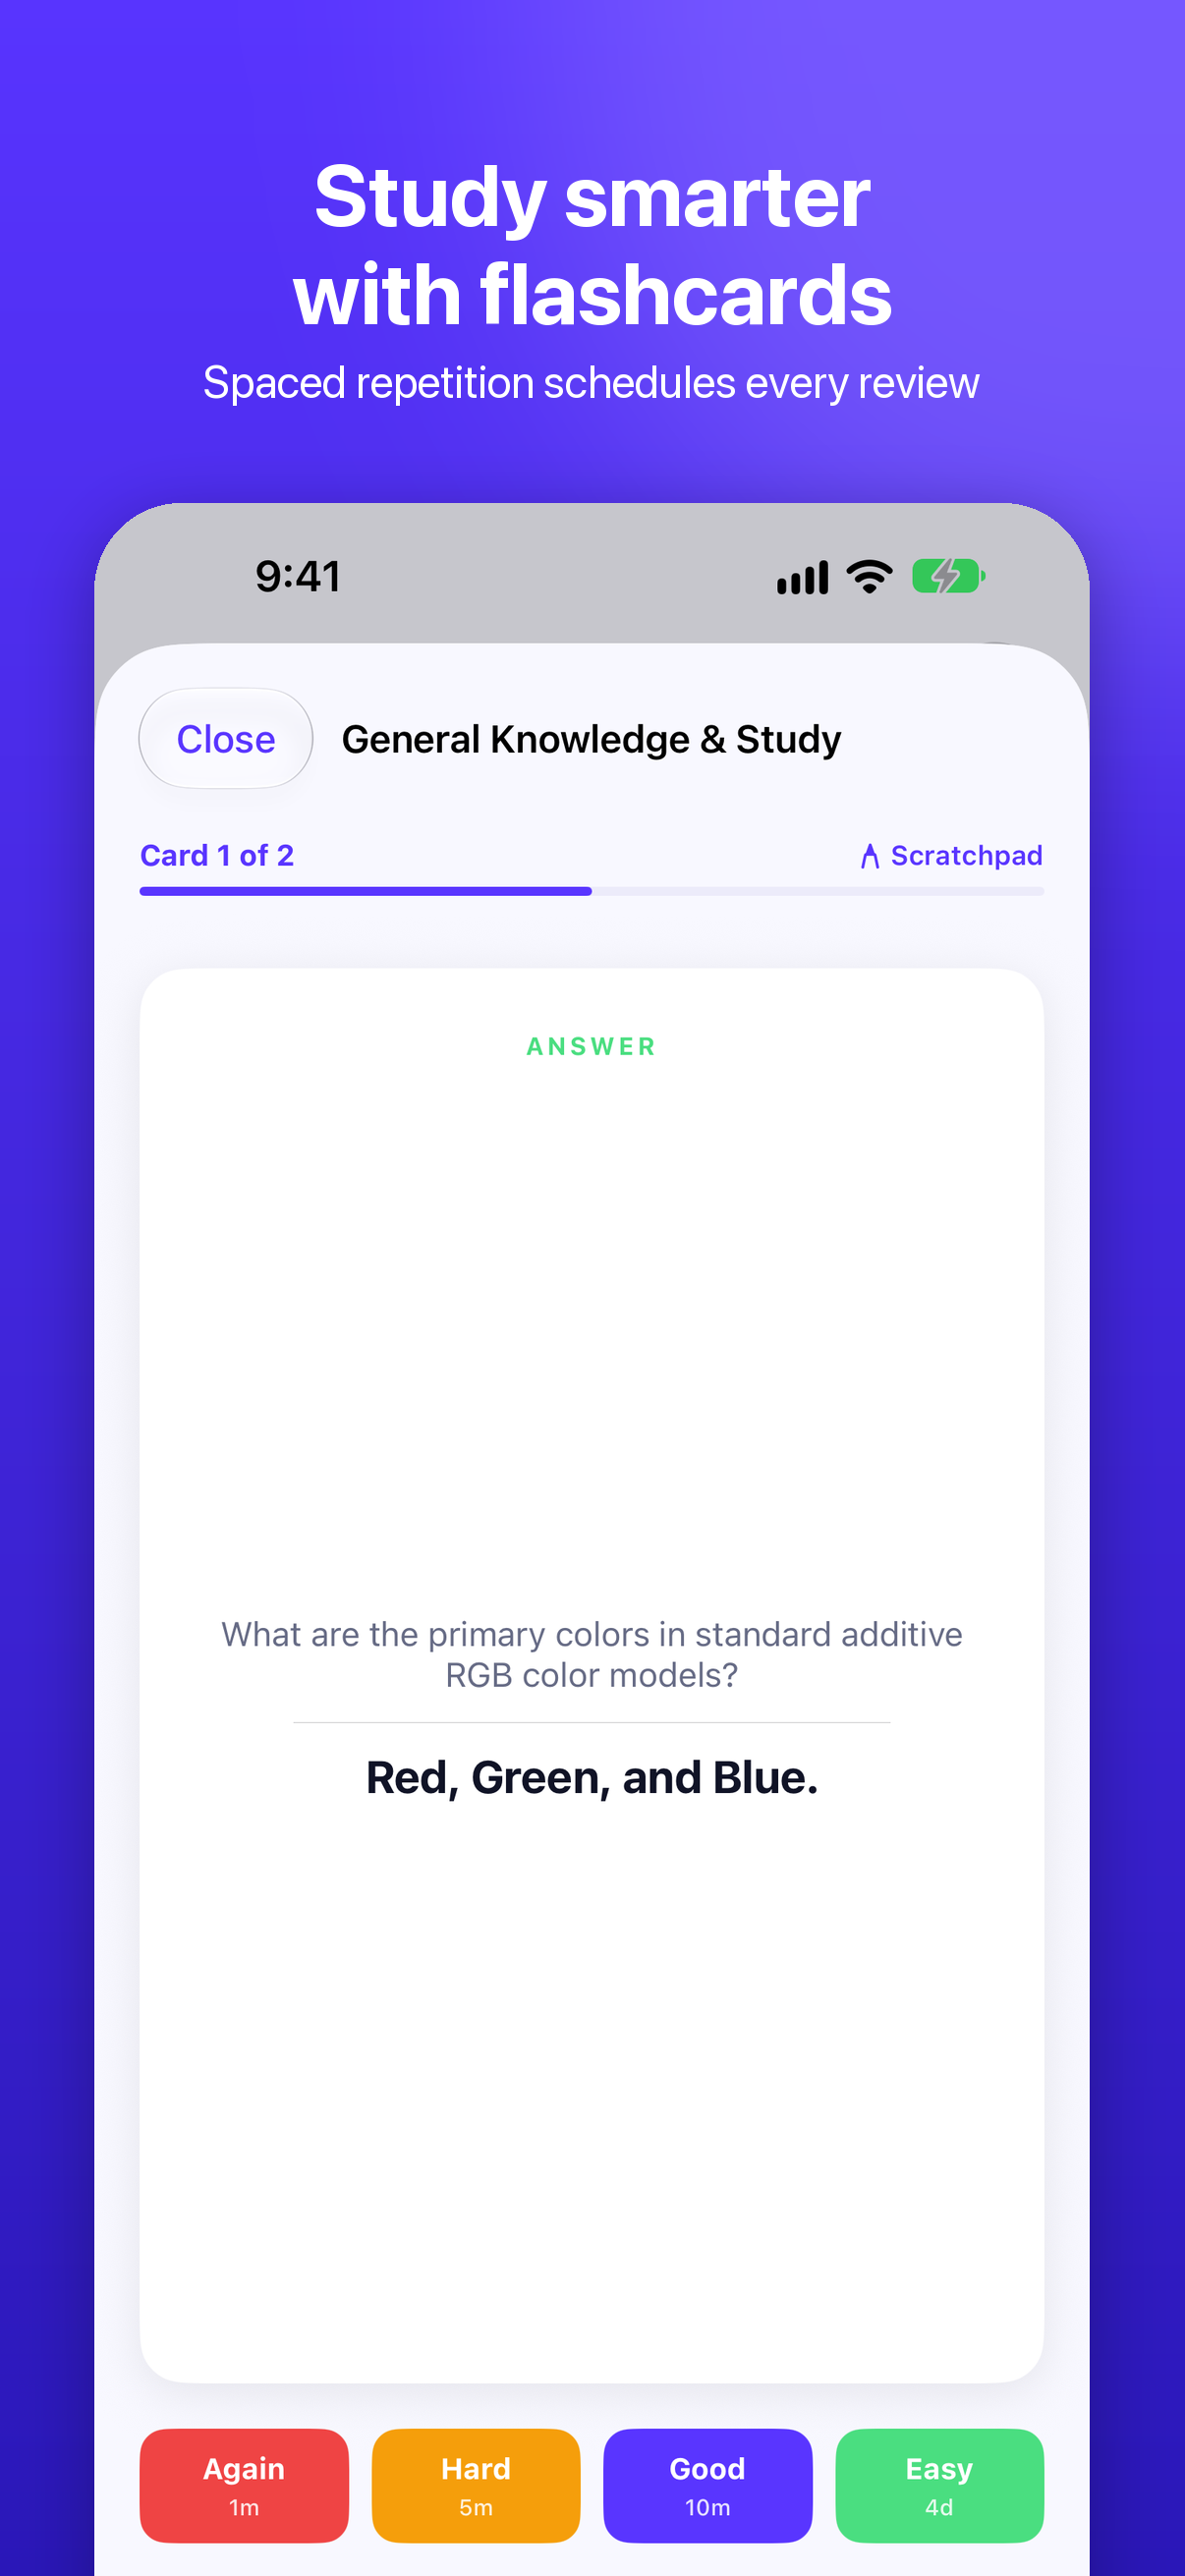 Study smarter
with flashcards
Spaced repetition schedules every review
9:41
Close
General Knowledge & Study
Card 1 of 2
Scratchpad
ANSWER
What are the primary colors in standard additive
RGB color models?
Red, Green, and Blue.
Again
1m
Hard
5m
Good
10m
Easy
4d